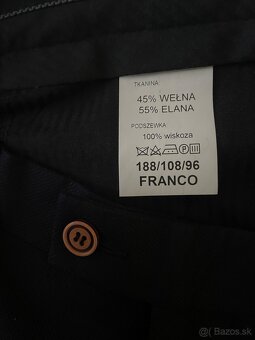 TKANINA
45% WEŁNA
55% ELANA
PODSZEWKA
100% wiskoza
188/108/96
FRANCO
Bazos.sk